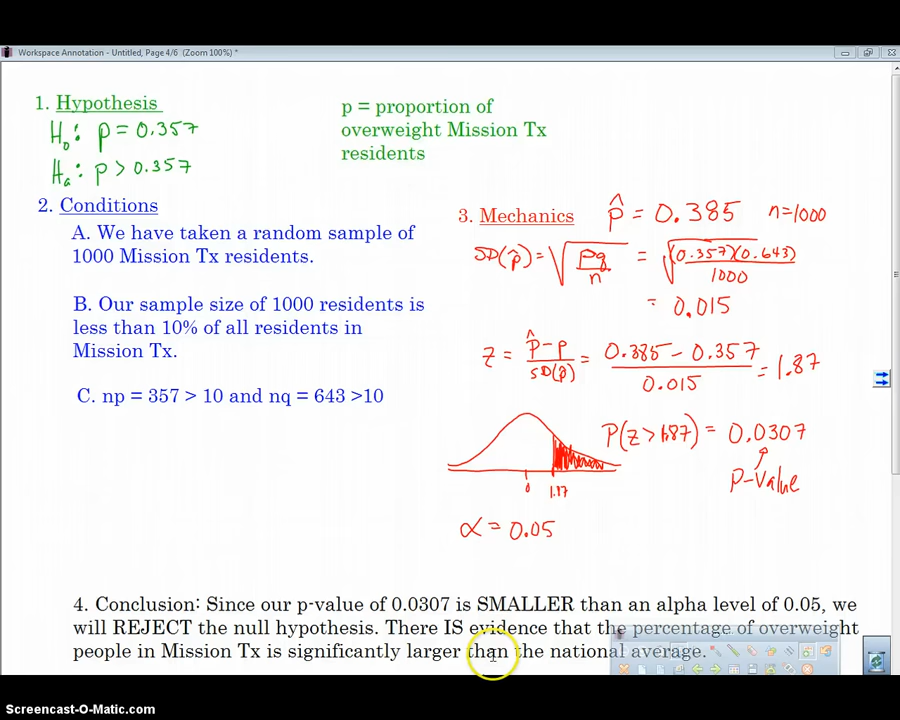 Workspace Annotation - Untitled, Page 4/6 (Zoom 100%) *
1. Hypothesis
H₀: p = 0.357
Hₐ: p > 0.357
p = proportion of
overweight Mission Tx
residents
2. Conditions
A. We have taken a random sample of
1000 Mission Tx residents.
B. Our sample size of 1000 residents is
less than 10% of all residents in
Mission Tx.
C. np = 357 > 10 and nq = 643 >10
3. Mechanics
p̂ = 0.385 n=1000
SD(p̂) = √(pq/n) = √((0.357)(0.643)/1000)
= 0.015
z = (p̂ - p)/SD(p̂) = (0.385 - 0.357)/0.015 = 1.87
P(z > 1.87) = 0.0307
P-Value
0 1.87
α = 0.05
4. Conclusion: Since our p-value of 0.0307 is SMALLER than an alpha level of 0.05, we
will REJECT the null hypothesis. There IS evidence that the percentage of overweight
people in Mission Tx is significantly larger than the national average.
Screencast-O-Matic.com